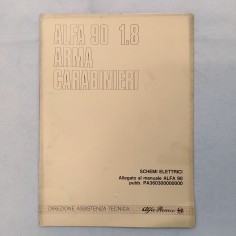 ALFA 90 1.8
ARMA
CARABINIERI
SCHEMI ELETTRICI
Allegato al manuale ALFA 90
pubb. PA360300000000
DIREZIONE ASSISTENZA TECNICA
Alfa Romeo